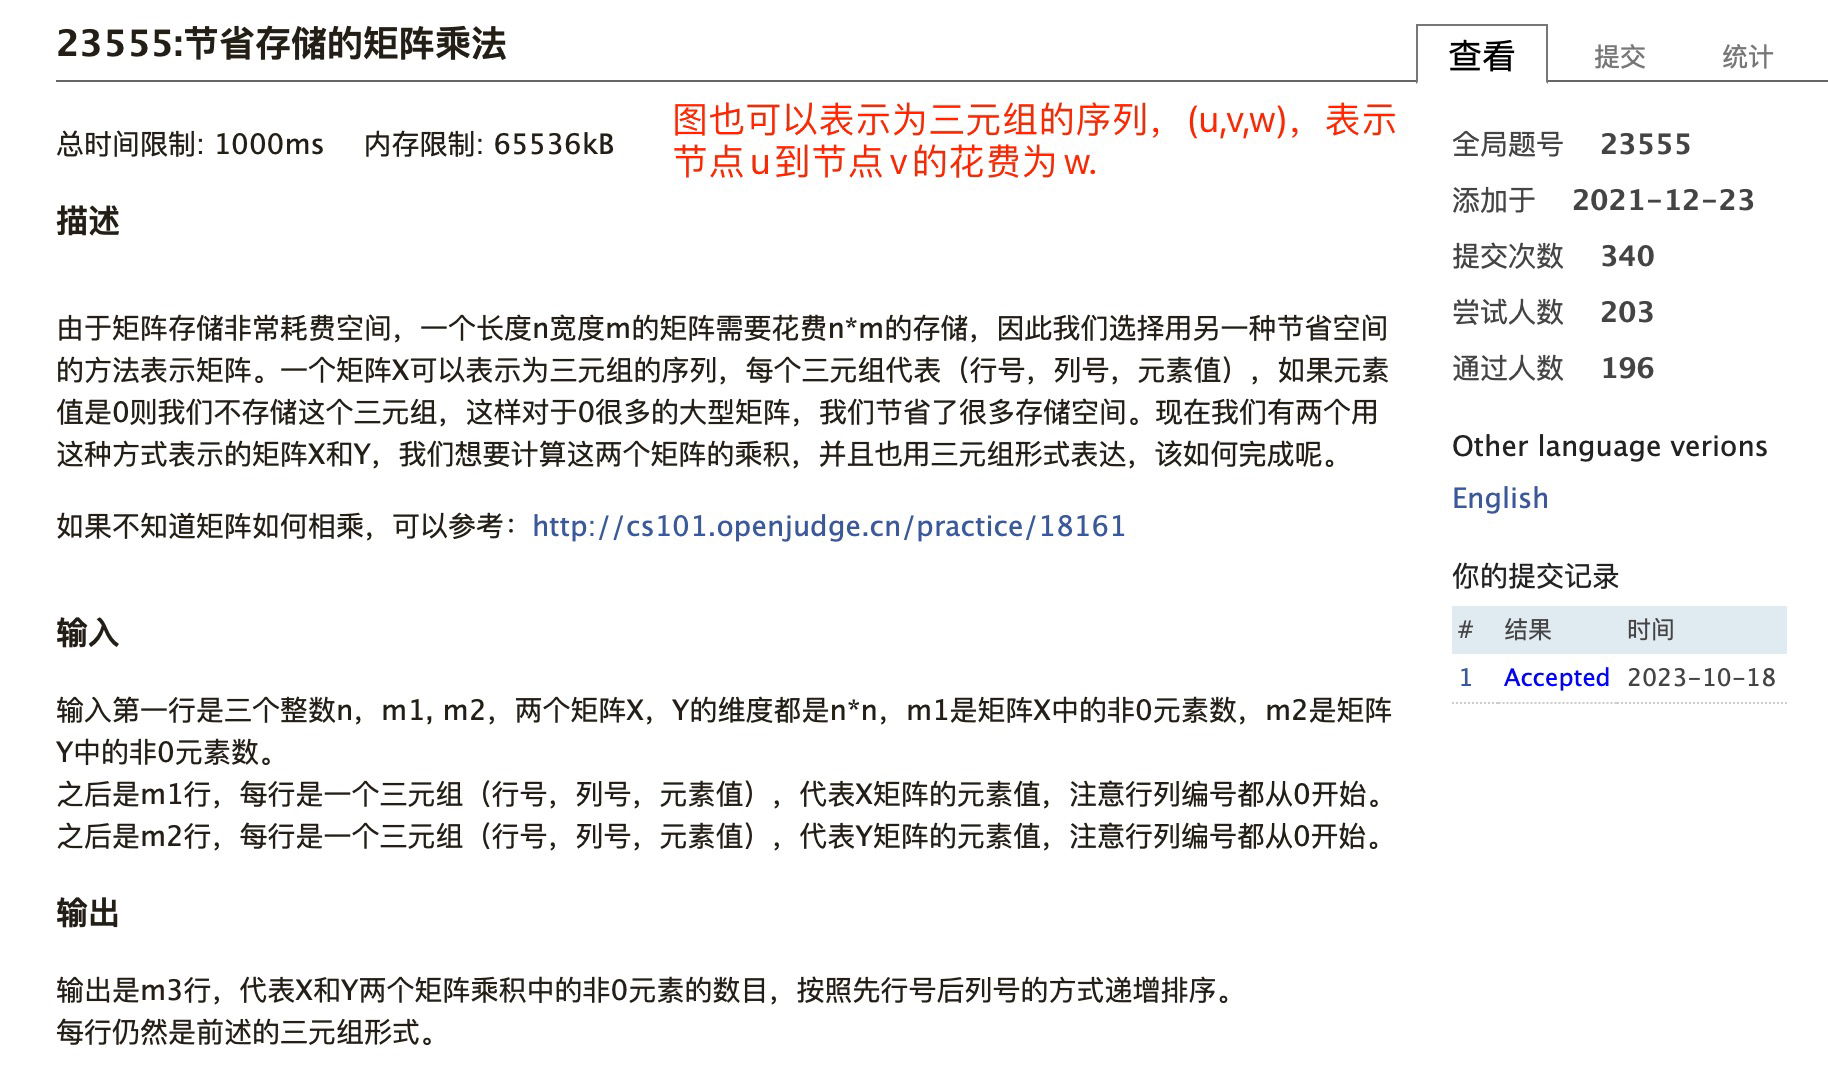 23555:节省存储的矩阵乘法
查看
提交
统计
总时间限制: 1000ms 内存限制: 65536kB
图也可以表示为三元组的序列，(u,v,w)，表示
节点u到节点v的花费为w.
描述
由于矩阵存储非常耗费空间，一个长度n宽度m的矩阵需要花费n*m的存储，因此我们选择用另一种节省空间
的方法表示矩阵。一个矩阵X可以表示为三元组的序列，每个三元组代表（行号，列号，元素值），如果元素
值是0则我们不存储这个三元组，这样对于0很多的大型矩阵，我们节省了很多存储空间。现在我们有两个用
这种方式表示的矩阵X和Y，我们想要计算这两个矩阵的乘积，并且也用三元组形式表达，该如何完成呢。
如果不知道矩阵如何相乘，可以参考：http://cs101.openjudge.cn/practice/18161
输入
输入第一行是三个整数n，m1, m2，两个矩阵X，Y的维度都是n*n，m1是矩阵X中的非0元素数，m2是矩阵
Y中的非0元素数。
之后是m1行，每行是一个三元组（行号，列号，元素值），代表X矩阵的元素值，注意行列编号都从0开始。
之后是m2行，每行是一个三元组（行号，列号，元素值），代表Y矩阵的元素值，注意行列编号都从0开始。
输出
输出是m3行，代表X和Y两个矩阵乘积中的非0元素的数目，按照先行号后列号的方式递增排序。
每行仍然是前述的三元组形式。
全局题号 23555
添加于 2021-12-23
提交次数 340
尝试人数 203
通过人数 196
Other language verions
English
你的提交记录
# 结果 时间
1 Accepted 2023-10-18